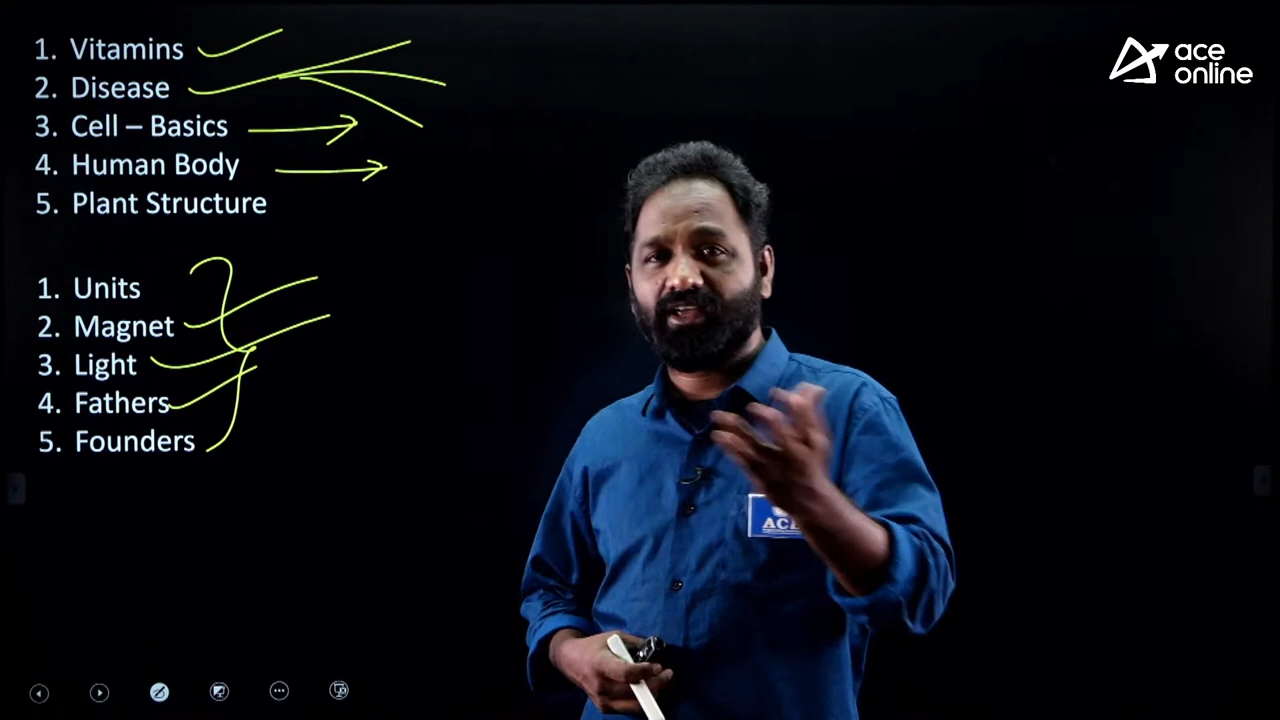 1. Vitamins
2. Disease
3. Cell – Basics
4. Human Body
5. Plant Structure
1. Units
2. Magnet
3. Light
4. Fathers
5. Founders
ace
online